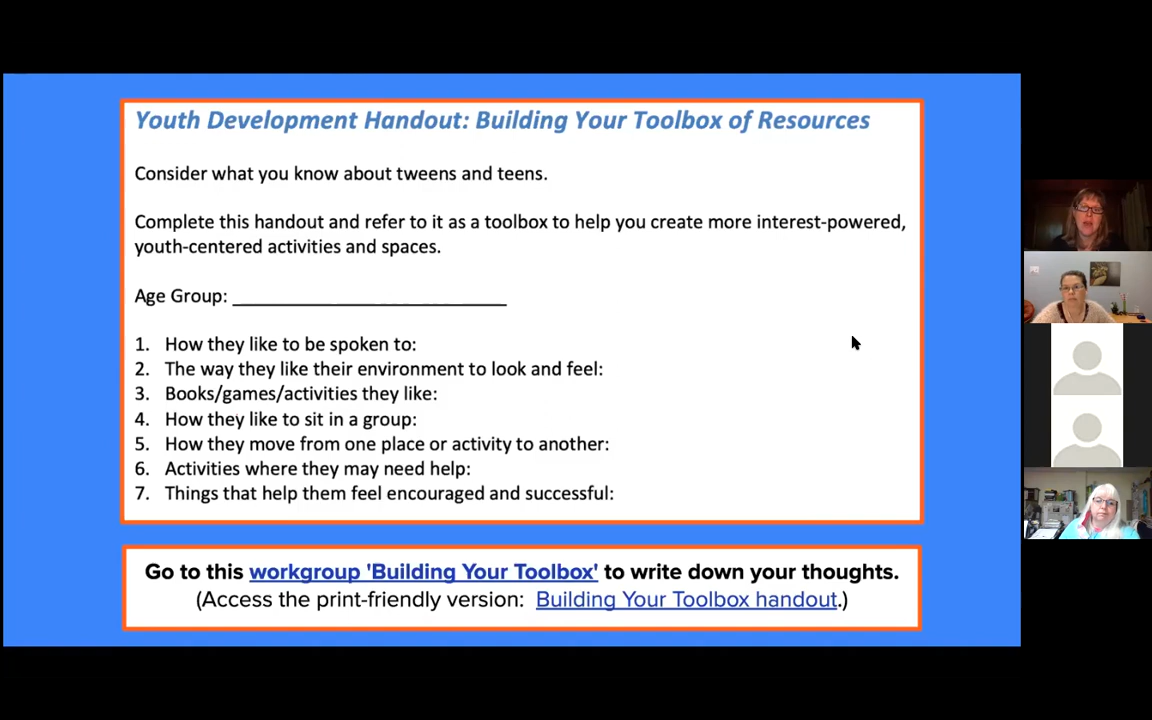 Youth Development Handout: Building Your Toolbox of Resources
Consider what you know about tweens and teens.
Complete this handout and refer to it as a toolbox to help you create more interest-powered,
youth-centered activities and spaces.
Age Group: ___________________________
1. How they like to be spoken to:
2. The way they like their environment to look and feel:
3. Books/games/activities they like:
4. How they like to sit in a group:
5. How they move from one place or activity to another:
6. Activities where they may need help:
7. Things that help them feel encouraged and successful:
Go to this workgroup 'Building Your Toolbox' to write down your thoughts.
(Access the print-friendly version: Building Your Toolbox handout.)